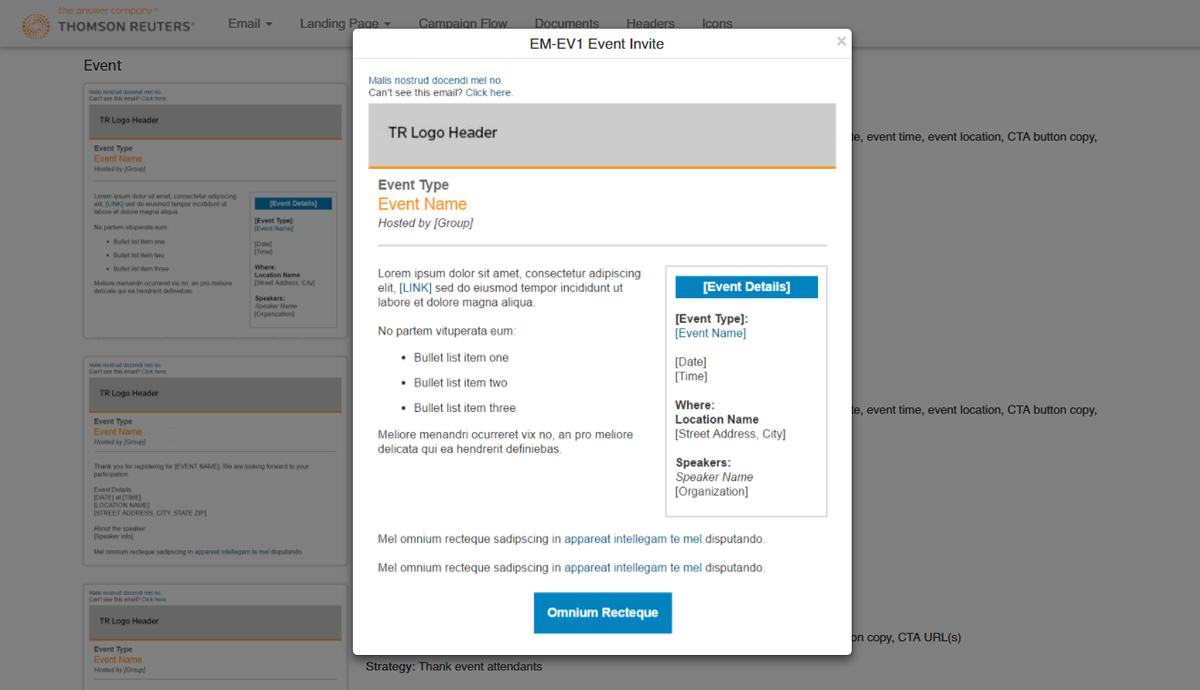 the answer company™
THOMSON REUTERS®
Email
Landing Page
Campaign Flow
Documents
Headers
Icons
Event
Malis nostrud docendi mel no.
Can't see this email? Click here.
TR Logo Header
Event Type
Event Name
Hosted by [Group]
Lorem ipsum dolor sit amet, consectetur adipiscing
elit, [LINK] sed do eiusmod tempor incididunt ut
labore et dolore magna aliqua.
No partem vituperata eum:
• Bullet list item one
• Bullet list item two
• Bullet list item three
Meliore menandri ocurreret vix no, an pro meliore
delicata qui ea hendrerit definiebas.
[Event Details]
[Event Type]:
[Event Name]
[Date]
[Time]
Where:
Location Name
[Street Address, City]
Speakers:
Speaker Name
[Organization]
Malis nostrud docendi mel no.
Can't see this email? Click here.
TR Logo Header
Event Type
Event Name
Hosted by [Group]
Thank you for registering for [EVENT NAME]. We are looking forward to your
participation.
Event Details:
[DATE] at [TIME]
[LOCATION NAME]
[STREET ADDRESS, CITY, STATE ZIP]
About the speaker:
[Speaker info]
Mel omnium recteque sadipscing in appareat intellegam te mel disputando.
Malis nostrud docendi mel no.
Can't see this email? Click here.
TR Logo Header
Event Type
Event Name
Hosted by [Group]
EM-EV1 Event Invite
×
Malis nostrud docendi mel no.
Can't see this email? Click here.
TR Logo Header
Event Type
Event Name
Hosted by [Group]
Lorem ipsum dolor sit amet, consectetur adipiscing
elit, [LINK] sed do eiusmod tempor incididunt ut
labore et dolore magna aliqua.
No partem vituperata eum:
• Bullet list item one
• Bullet list item two
• Bullet list item three
Meliore menandri ocurreret vix no, an pro meliore
delicata qui ea hendrerit definiebas.
[Event Details]
[Event Type]:
[Event Name]
[Date]
[Time]
Where:
Location Name
[Street Address, City]
Speakers:
Speaker Name
[Organization]
Mel omnium recteque sadipscing in appareat intellegam te mel disputando.
Mel omnium recteque sadipscing in appareat intellegam te mel disputando.
Omnium Recteque
event time, event location, CTA button copy,
event time, event location, CTA button copy,
copy, CTA URL(s)
Strategy: Thank event attendants